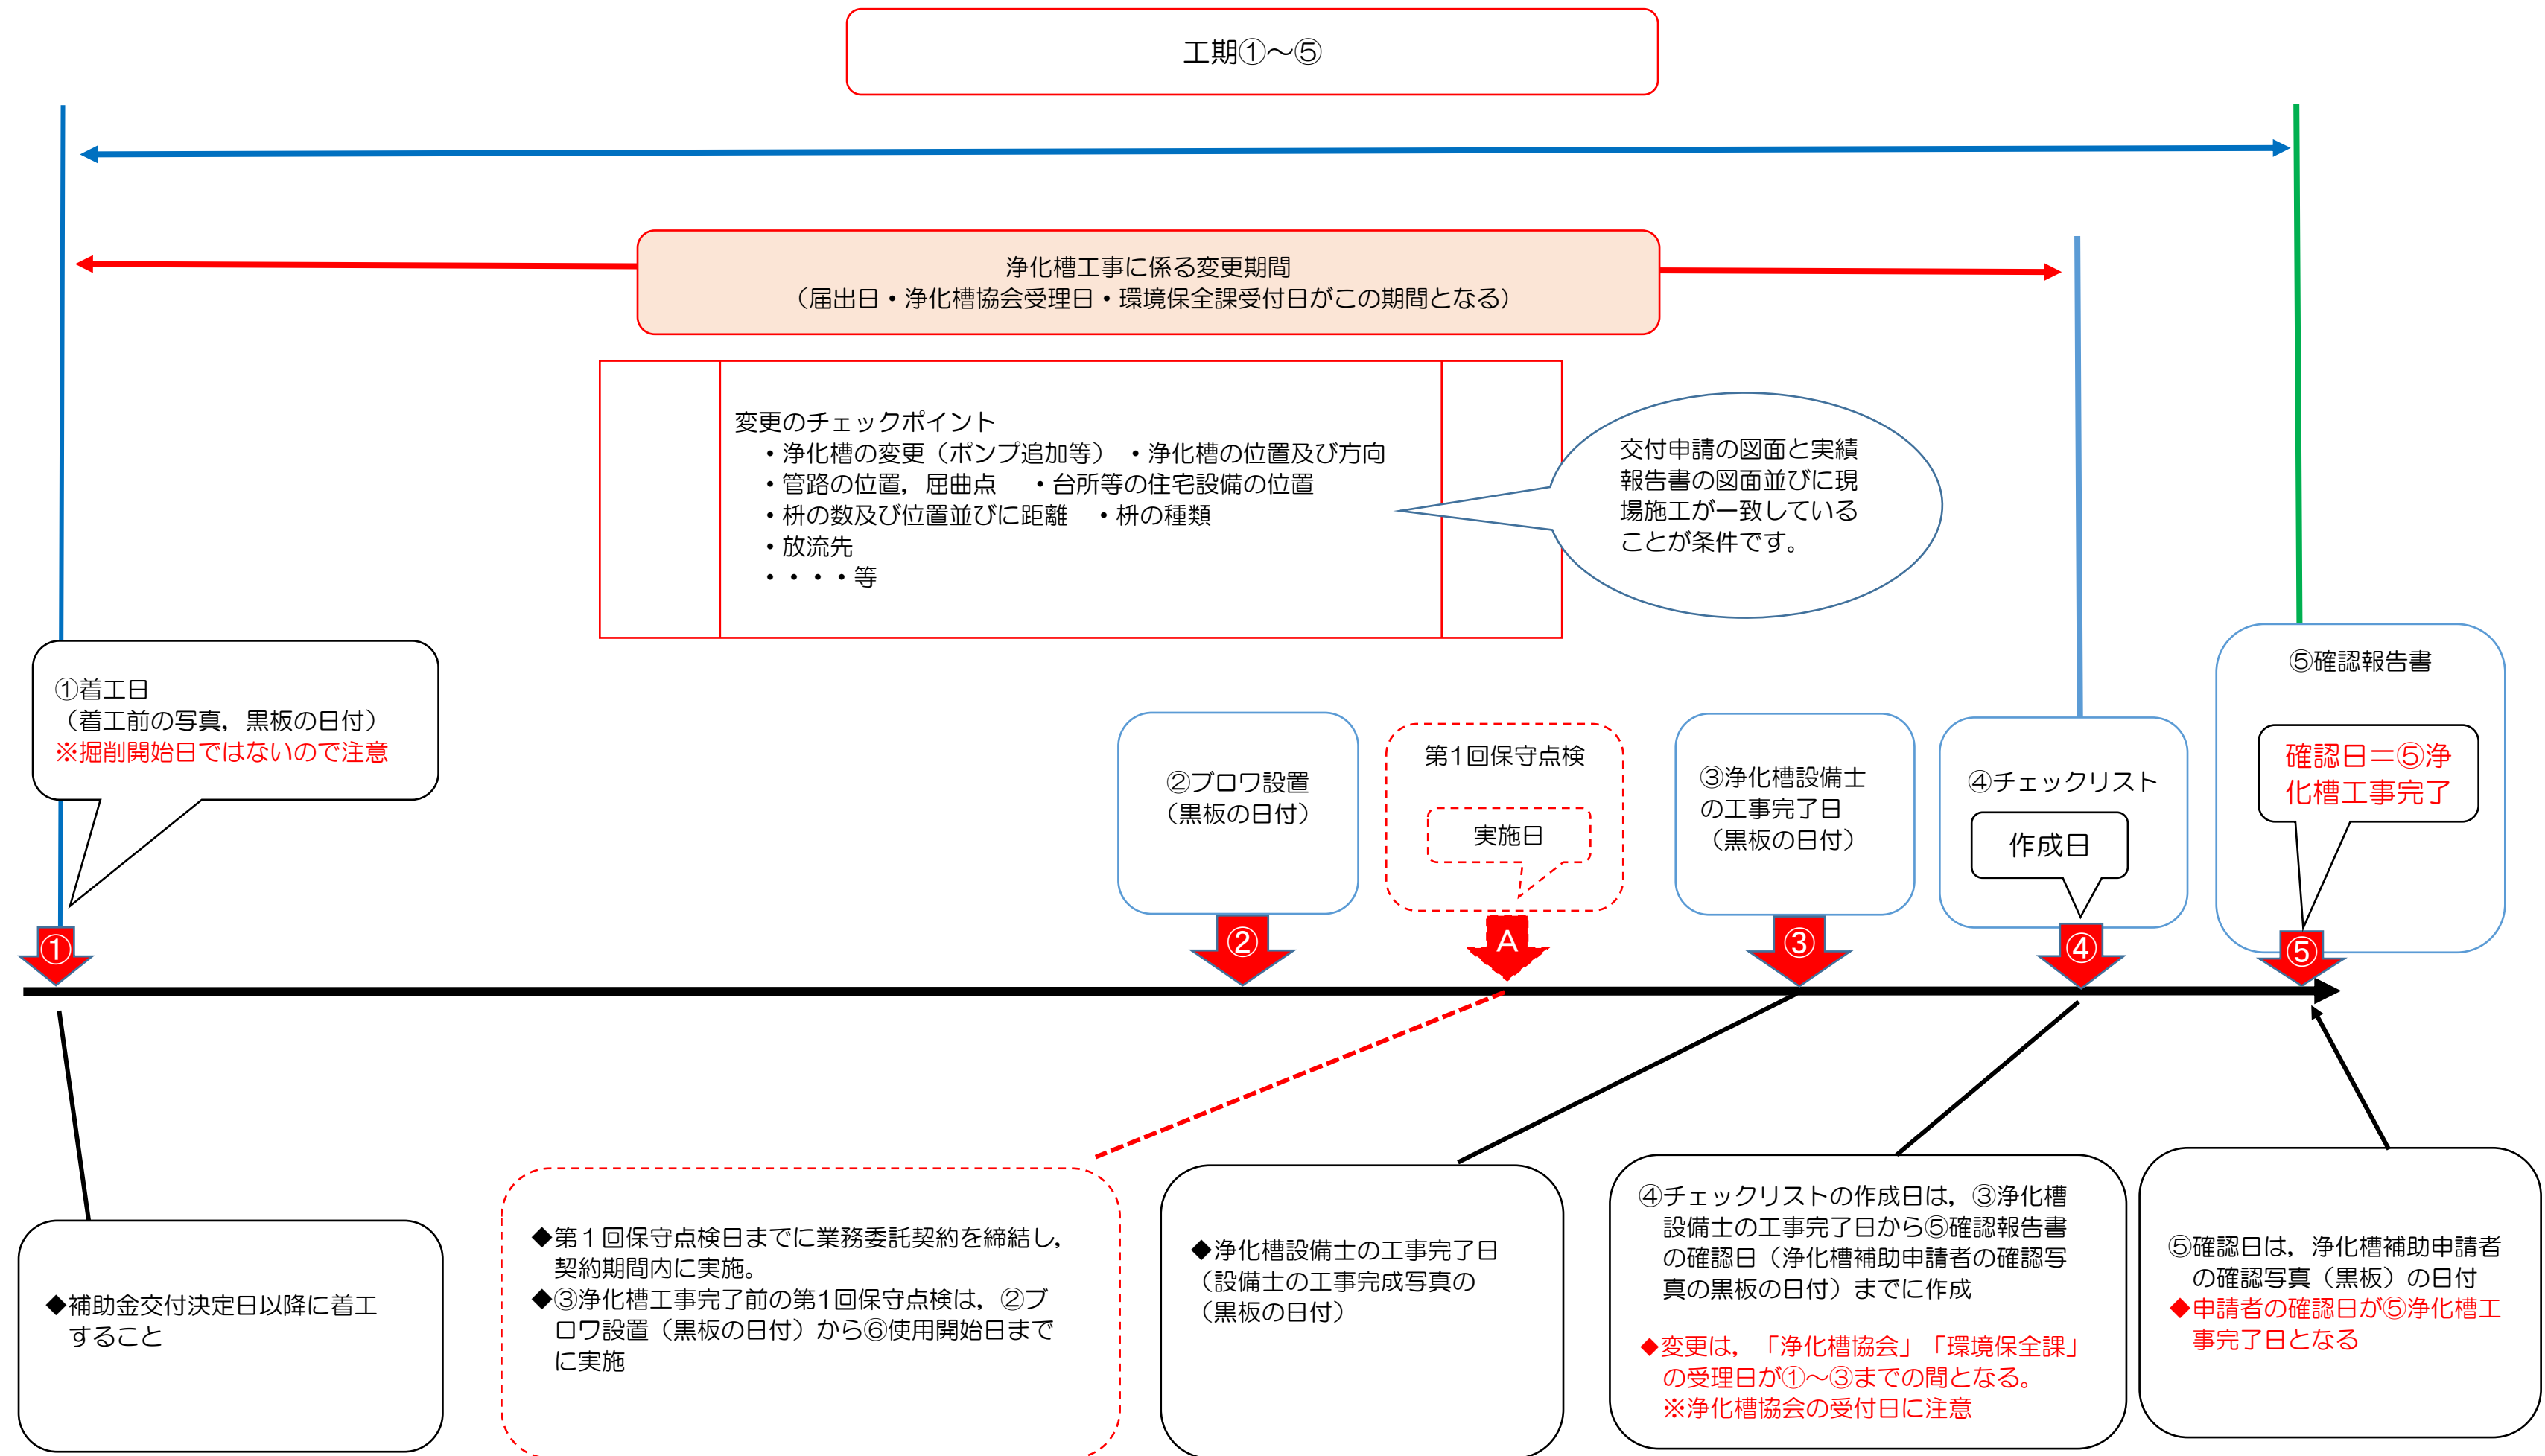 工期①～⑤
浄化槽工事に係る変更期間
（届出日・浄化槽協会受理日・環境保全課受付日がこの期間となる）
変更のチェックポイント
・浄化槽の変更（ポンプ追加等）　・浄化槽の位置及び方向
・管路の位置，屈曲点　・台所等の住宅設備の位置
・枡の数及び位置並びに距離　・枡の種類
・放流先
・・・・等
交付申請の図面と実績
報告書の図面並びに現
場施工が一致している
ことが条件です。
①着工日
（着工前の写真，黒板の日付）
※掘削開始日ではないので注意
②ブロワ設置
（黒板の日付）
第1回保守点検
実施日
③浄化槽設備士
の工事完了日
（黒板の日付）
④チェックリスト
作成日
⑤確認報告書
確認日＝⑤浄
化槽工事完了
①
②
A
③
④
⑤
◆補助金交付決定日以降に着工
すること
◆第１回保守点検日までに業務委託契約を締結し，
契約期間内に実施。
◆③浄化槽工事完了前の第1回保守点検は，②ブ
ロワ設置（黒板の日付）から⑥使用開始日まで
に実施
◆浄化槽設備士の工事完了日
（設備士の工事完成写真の
（黒板の日付）
④チェックリストの作成日は，③浄化槽
設備士の工事完了日から⑤確認報告書
の確認日（浄化槽補助申請者の確認写
真の黒板の日付）までに作成
◆変更は，「浄化槽協会」「環境保全課」
の受理日が①～③までの間となる。
※浄化槽協会の受付日に注意
⑤確認日は，浄化槽補助申請者
の確認写真（黒板）の日付
◆申請者の確認日が⑤浄化槽工
事完了日となる